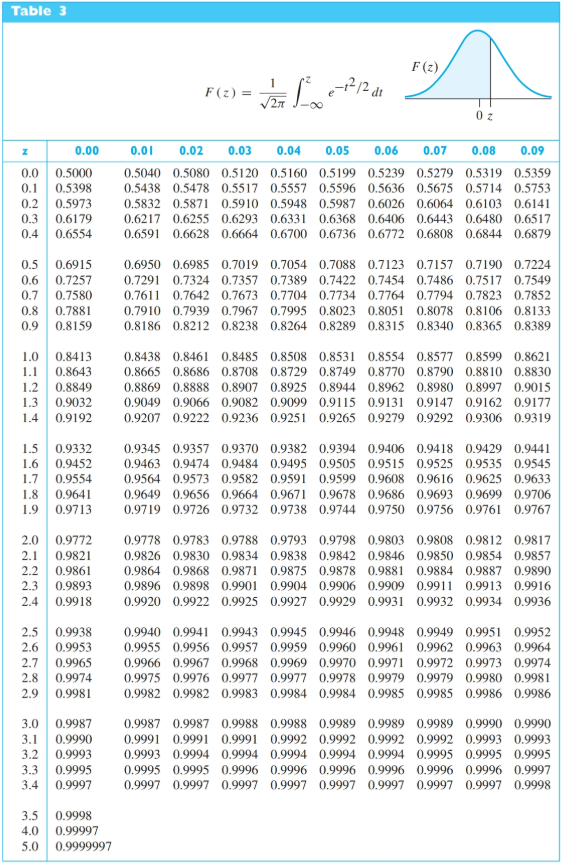 Table 3
F(z) = 1/√2π ∫_{-∞}^{z} e^{-t²/2} dt
F(z)
0 z
z 0.00 0.01 0.02 0.03 0.04 0.05 0.06 0.07 0.08 0.09
0.0 0.5000 0.5040 0.5080 0.5120 0.5160 0.5199 0.5239 0.5279 0.5319 0.5359
0.1 0.5398 0.5438 0.5478 0.5517 0.5557 0.5596 0.5636 0.5675 0.5714 0.5753
0.2 0.5973 0.5832 0.5871 0.5910 0.5948 0.5987 0.6026 0.6064 0.6103 0.6141
0.3 0.6179 0.6217 0.6255 0.6293 0.6331 0.6368 0.6406 0.6443 0.6480 0.6517
0.4 0.6554 0.6591 0.6628 0.6664 0.6700 0.6736 0.6772 0.6808 0.6844 0.6879
0.5 0.6915 0.6950 0.6985 0.7019 0.7054 0.7088 0.7123 0.7157 0.7190 0.7224
0.6 0.7257 0.7291 0.7324 0.7357 0.7389 0.7422 0.7454 0.7486 0.7517 0.7549
0.7 0.7580 0.7611 0.7642 0.7673 0.7704 0.7734 0.7764 0.7794 0.7823 0.7852
0.8 0.7881 0.7910 0.7939 0.7967 0.7995 0.8023 0.8051 0.8078 0.8106 0.8133
0.9 0.8159 0.8186 0.8212 0.8238 0.8264 0.8289 0.8315 0.8340 0.8365 0.8389
1.0 0.8413 0.8438 0.8461 0.8485 0.8508 0.8531 0.8554 0.8577 0.8599 0.8621
1.1 0.8643 0.8665 0.8686 0.8708 0.8729 0.8749 0.8770 0.8790 0.8810 0.8830
1.2 0.8849 0.8869 0.8888 0.8907 0.8925 0.8944 0.8962 0.8980 0.8997 0.9015
1.3 0.9032 0.9049 0.9066 0.9082 0.9099 0.9115 0.9131 0.9147 0.9162 0.9177
1.4 0.9192 0.9207 0.9222 0.9236 0.9251 0.9265 0.9279 0.9292 0.9306 0.9319
1.5 0.9332 0.9345 0.9357 0.9370 0.9382 0.9394 0.9406 0.9418 0.9429 0.9441
1.6 0.9452 0.9463 0.9474 0.9484 0.9495 0.9505 0.9515 0.9525 0.9535 0.9545
1.7 0.9554 0.9564 0.9573 0.9582 0.9591 0.9599 0.9608 0.9616 0.9625 0.9633
1.8 0.9641 0.9649 0.9656 0.9664 0.9671 0.9678 0.9686 0.9693 0.9699 0.9706
1.9 0.9713 0.9719 0.9726 0.9732 0.9738 0.9744 0.9750 0.9756 0.9761 0.9767
2.0 0.9772 0.9778 0.9783 0.9788 0.9793 0.9798 0.9803 0.9808 0.9812 0.9817
2.1 0.9821 0.9826 0.9830 0.9834 0.9838 0.9842 0.9846 0.9850 0.9854 0.9857
2.2 0.9861 0.9864 0.9868 0.9871 0.9875 0.9878 0.9881 0.9884 0.9887 0.9890
2.3 0.9893 0.9896 0.9898 0.9901 0.9904 0.9906 0.9909 0.9911 0.9913 0.9916
2.4 0.9918 0.9920 0.9922 0.9925 0.9927 0.9929 0.9931 0.9932 0.9934 0.9936
2.5 0.9938 0.9940 0.9941 0.9943 0.9945 0.9946 0.9948 0.9949 0.9951 0.9952
2.6 0.9953 0.9955 0.9956 0.9957 0.9959 0.9960 0.9961 0.9962 0.9963 0.9964
2.7 0.9965 0.9966 0.9967 0.9968 0.9969 0.9970 0.9971 0.9972 0.9973 0.9974
2.8 0.9974 0.9975 0.9976 0.9977 0.9977 0.9978 0.9979 0.9979 0.9980 0.9981
2.9 0.9981 0.9982 0.9982 0.9983 0.9984 0.9984 0.9985 0.9985 0.9986 0.9986
3.0 0.9987 0.9987 0.9987 0.9988 0.9988 0.9989 0.9989 0.9989 0.9990 0.9990
3.1 0.9990 0.9991 0.9991 0.9991 0.9992 0.9992 0.9992 0.9992 0.9993 0.9993
3.2 0.9993 0.9993 0.9994 0.9994 0.9994 0.9994 0.9994 0.9995 0.9995 0.9995
3.3 0.9995 0.9995 0.9995 0.9996 0.9996 0.9996 0.9996 0.9996 0.9996 0.9997
3.4 0.9997 0.9997 0.9997 0.9997 0.9997 0.9997 0.9997 0.9997 0.9997 0.9998
3.5 0.9998
4.0 0.99997
5.0 0.9999997